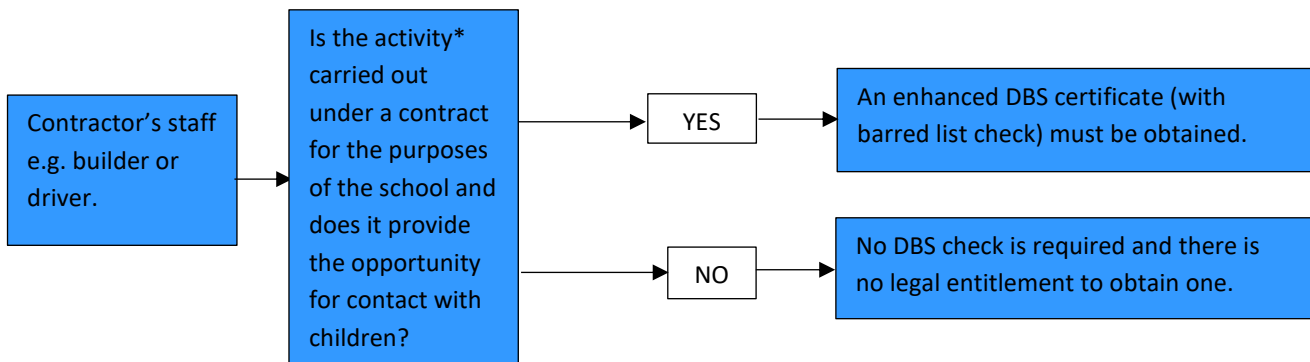 Contractor’s staff
e.g. builder or
driver.
Is the activity*
carried out
under a contract
for the purposes
of the school and
does it provide
the opportunity
for contact with
children?
YES
An enhanced DBS certificate (with
barred list check) must be obtained.
NO
No DBS check is required and there is
no legal entitlement to obtain one.